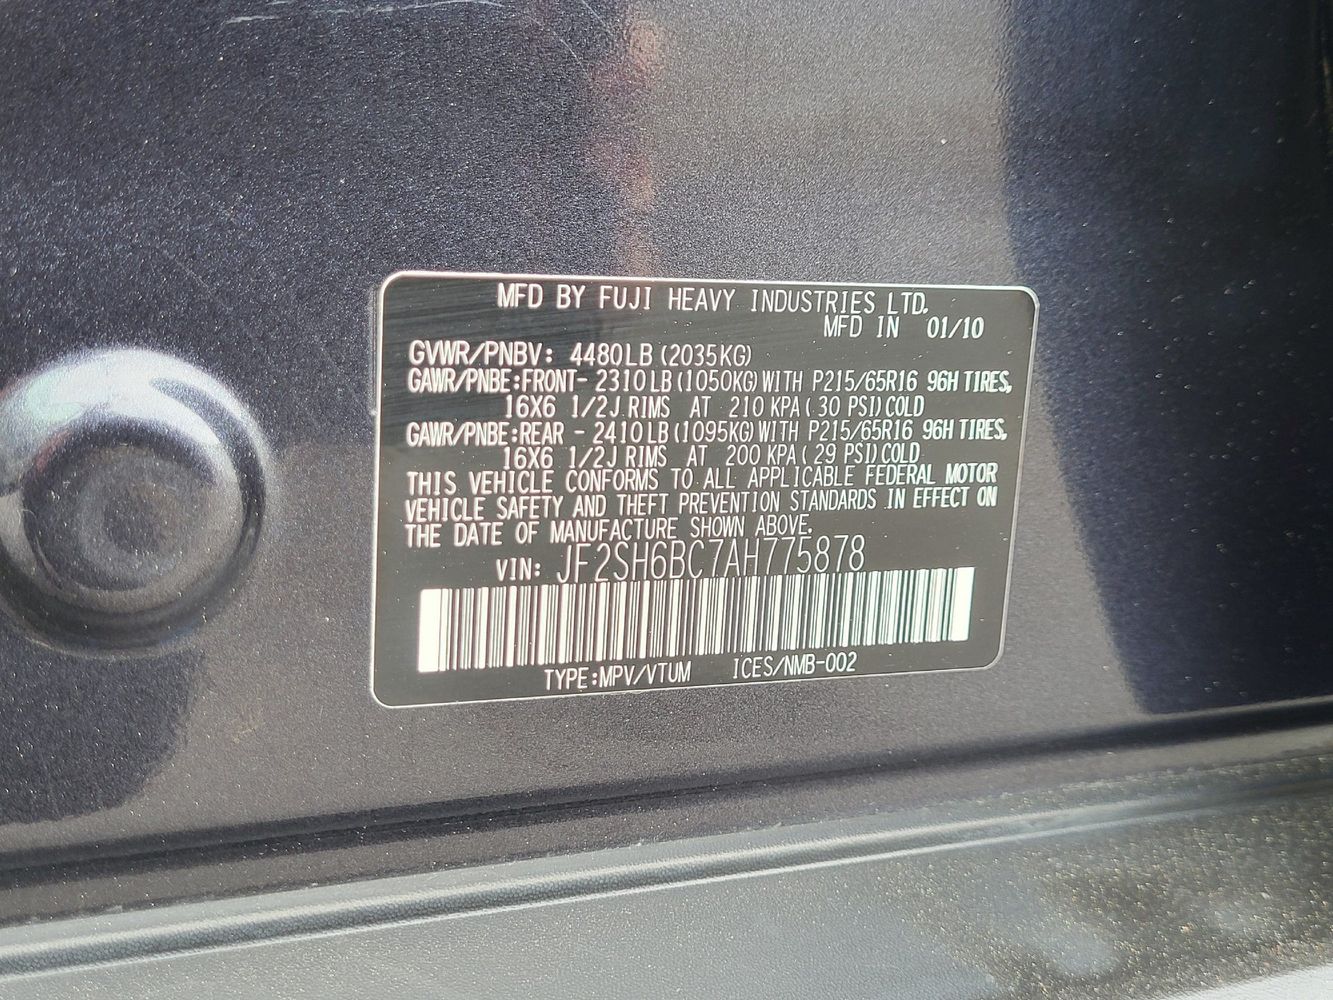 MFD BY FUJI HEAVY INDUSTRIES LTD.
MFD IN 01/10
GVWR/PNBV: 4480LB (2035KG)
GAWR/PNBE:FRONT- 2310LB (1050KG) WITH P215/65R16 96H TIRES,
16X6 1/2J RIMS AT 210 KPA ( 30 PSI) COLD
GAWR/PNBE:REAR - 2410LB (1095KG) WITH P215/65R16 96H TIRES,
16X6 1/2J RIMS AT 200 KPA ( 29 PSI) COLD
THIS VEHICLE CONFORMS TO ALL APPLICABLE FEDERAL MOTOR
VEHICLE SAFETY AND THEFT PREVENTION STANDARDS IN EFFECT ON
THE DATE OF MANUFACTURE SHOWN ABOVE.
VIN: JF2SH6BC7AH775878
TYPE:MPV/VTUM ICES/NMB-002